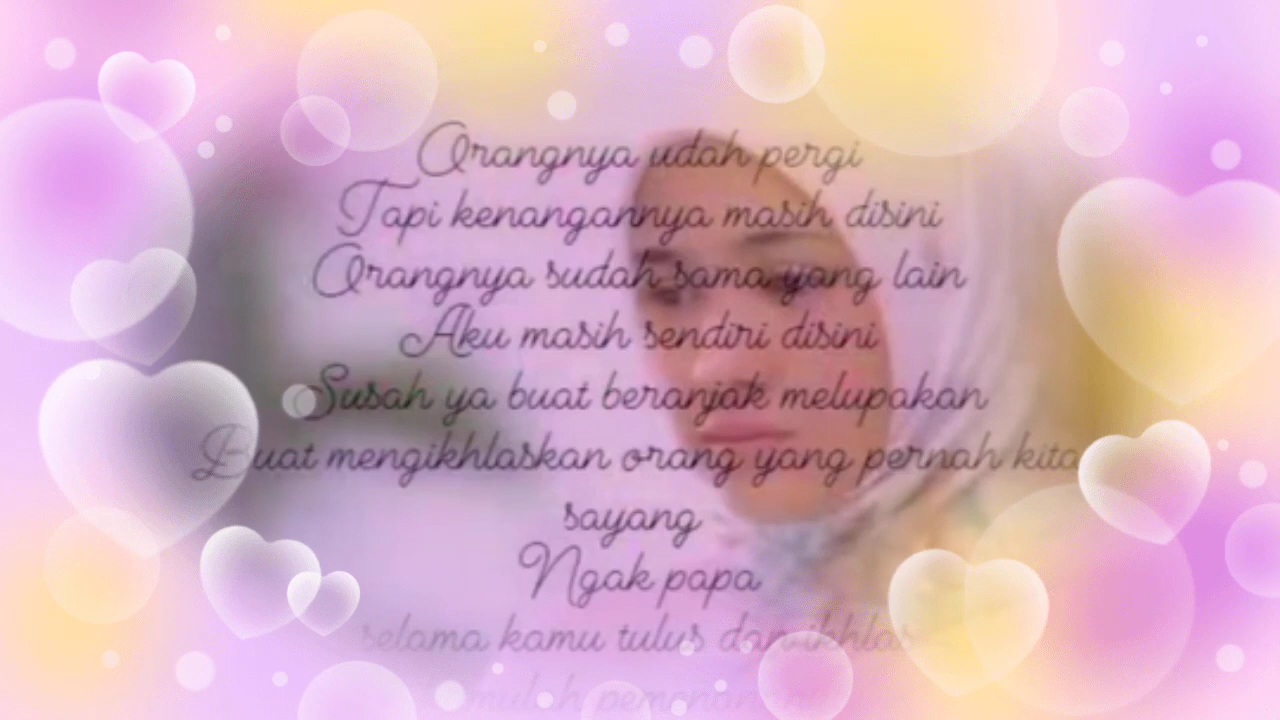 Orangnya udah pergi
Tapi kenangannya masih disini
Orangnya sudah sama yang lain
Aku masih sendiri disini
Susah ya buat beranjak melupakan
Buat mengikhlaskan orang yang pernah kita
sayang
Ngak papa
selama kamu tulus dan ikhlas